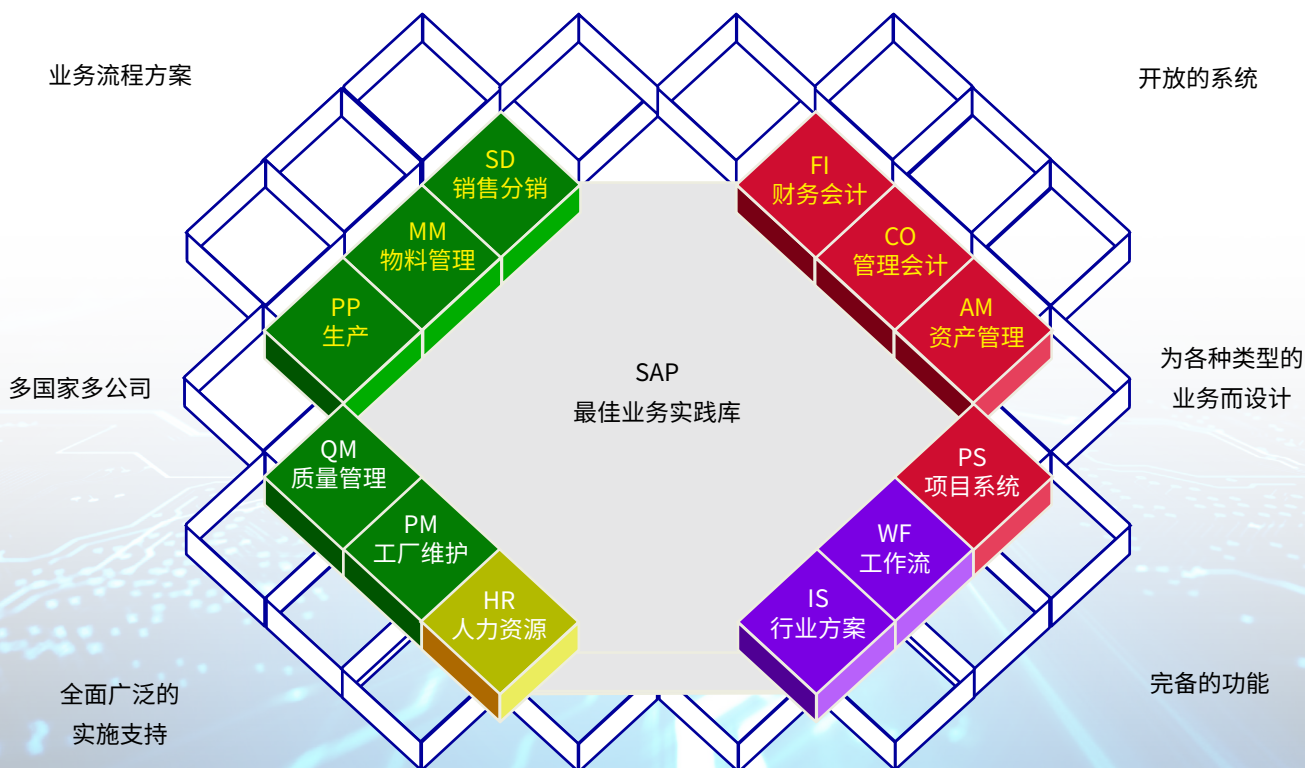 业务流程方案
开放的系统
SD
销售分销
MM
物料管理
PP
生产
FI
财务会计
CO
管理会计
AM
资产管理
多国家多公司
SAP
最佳业务实践库
为各种类型的
业务而设计
QM
质量管理
PM
工厂维护
HR
人力资源
PS
项目系统
WF
工作流
IS
行业方案
全面广泛的
实施支持
完备的功能